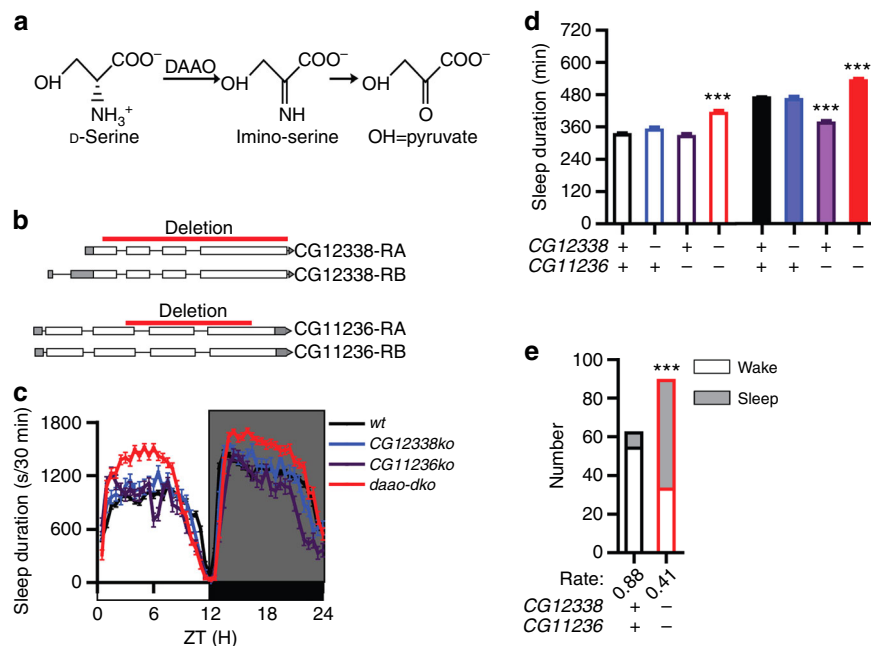 a
COO⁻
DAAO
COO⁻
COO⁻
OH
OH
OH
NH₃⁺
NH
O
D-Serine
Imino-serine
OH=pyruvate
b
Deletion
CG12338-RA
CG12338-RB
Deletion
CG11236-RA
CG11236-RB
c
Sleep duration (s/30 min)
1800
1200
600
0
0
6
12
18
24
ZT (H)
wt
CG12338ko
CG11236ko
daao-dko
d
Sleep duration (min)
720
600
480
360
240
120
0
***
***
***
CG12338 + – + – + – + –
CG11236 + + – – + + – –
e
Number
100
80
60
40
20
0
***
Wake
Sleep
Rate: 0.88 0.41
CG12338 + –
CG11236 + –